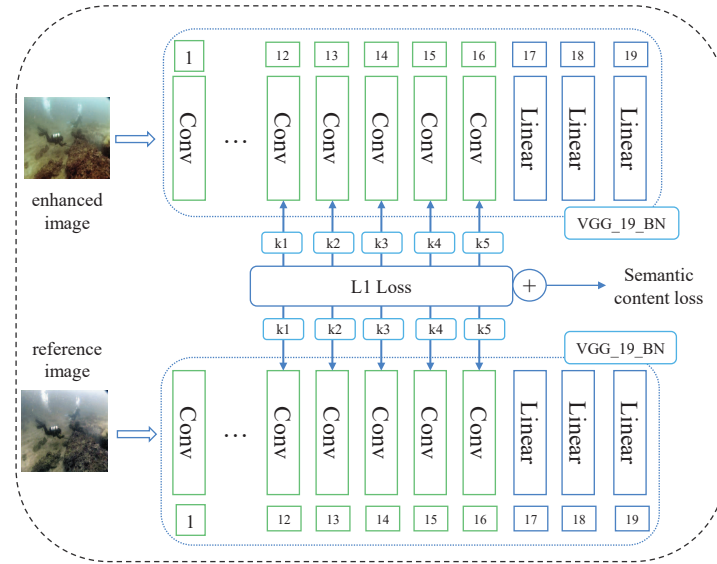 1
12
13
14
15
16
17
18
19
Conv
...
Conv
Conv
Conv
Conv
Conv
Linear
Linear
Linear
enhanced
image
VGG_19_BN
k1
k2
k3
k4
k5
L1 Loss
+
Semantic
content loss
k1
k2
k3
k4
k5
VGG_19_BN
reference
image
Conv
...
Conv
Conv
Conv
Conv
Conv
Linear
Linear
Linear
1
12
13
14
15
16
17
18
19